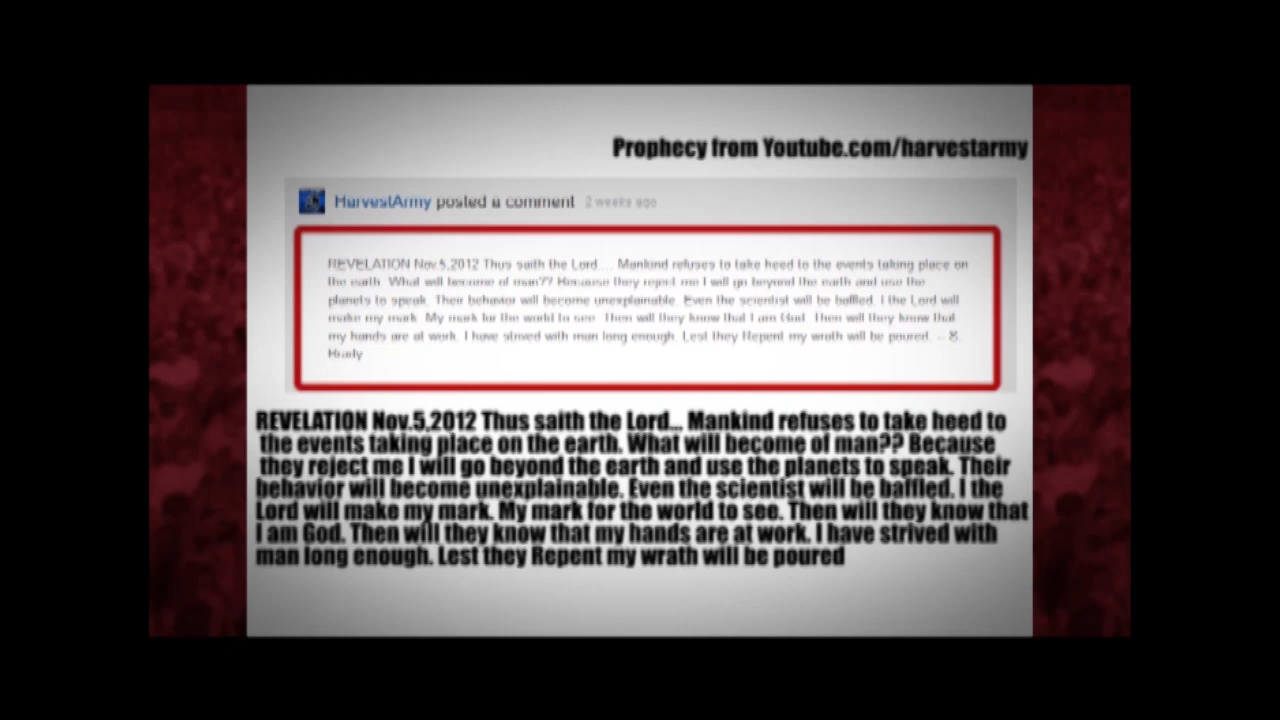 Prophecy from Youtube.com/harvestarmy
HarvestArmy posted a comment 2 weeks ago
REVELATION Nov.5,2012 Thus saith the Lord.... Mankind refuses to take heed to the events taking place on
the earth. What will become of man?? Because they reject me I will go beyond the earth and use the
planets to speak. Their behavior will become unexplainable. Even the scientist will be baffled. I the Lord will
make my mark. My mark for the world to see. Then will they know that I am God. Then will they know that
my hands are at work. I have strived with man long enough. Lest they Repent my wrath will be poured. -- S.
REVELATION Nov.5,2012 Thus saith the Lord... Mankind refuses to take heed to
the events taking place on the earth. What will become of man?? Because
they reject me I will go beyond the earth and use the planets to speak. Their
behavior will become unexplainable. Even the scientist will be baffled. I the
Lord will make my mark. My mark for the world to see. Then will they know that
I am God. Then will they know that my hands are at work. I have strived with
man long enough. Lest they Repent my wrath will be poured